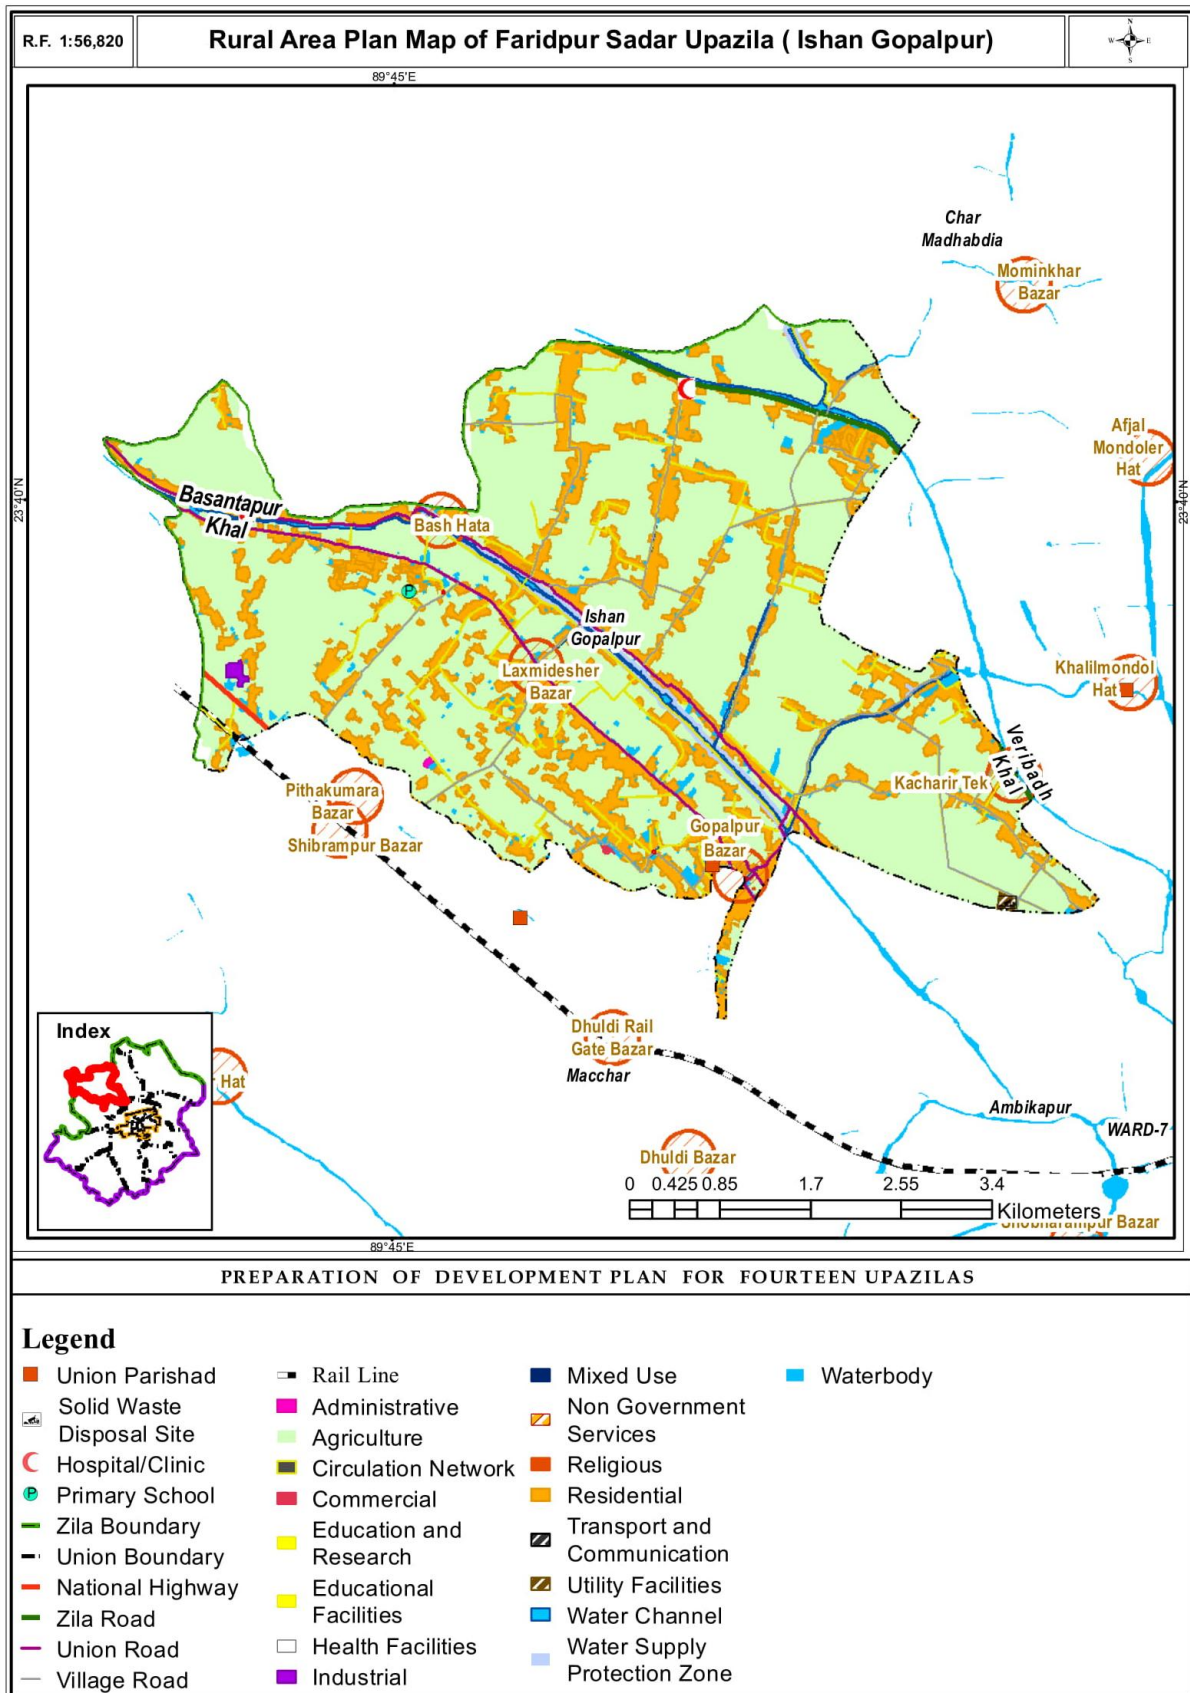 R.F. 1:56,820
Rural Area Plan Map of Faridpur Sadar Upazila ( Ishan Gopalpur)
N
W E
S
89°45'E
Char
Madhabdia
Mominkhar
Bazar
Afjal
Mondoler
Hat
23°40'N
23°40'N
Basantapur
Khal
Bash Hata
P
Ishan
Gopalpur
Laxmidesher
Bazar
Khalilmondol
Hat
Veribadh
Khal
Kacharir Tek
Pithakumara
Bazar
Shibrampur Bazar
Gopalpur
Bazar
Dhuldi Rail
Gate Bazar
Macchar
Index
Hat
Ambikapur
WARD-7
Dhuldi Bazar
0 0.425 0.85 1.7 2.55 3.4
Kilometers
Shobharampur Bazar
89°45'E
PREPARATION OF DEVELOPMENT PLAN FOR FOURTEEN UPAZILAS
Legend
Union Parishad
Solid Waste
Disposal Site
Hospital/Clinic
P Primary School
Zila Boundary
Union Boundary
National Highway
Zila Road
Union Road
Village Road
Rail Line
Administrative
Agriculture
Circulation Network
Commercial
Education and
Research
Educational
Facilities
Health Facilities
Industrial
Mixed Use
Non Government
Services
Religious
Residential
Transport and
Communication
Utility Facilities
Water Channel
Water Supply
Protection Zone
Waterbody